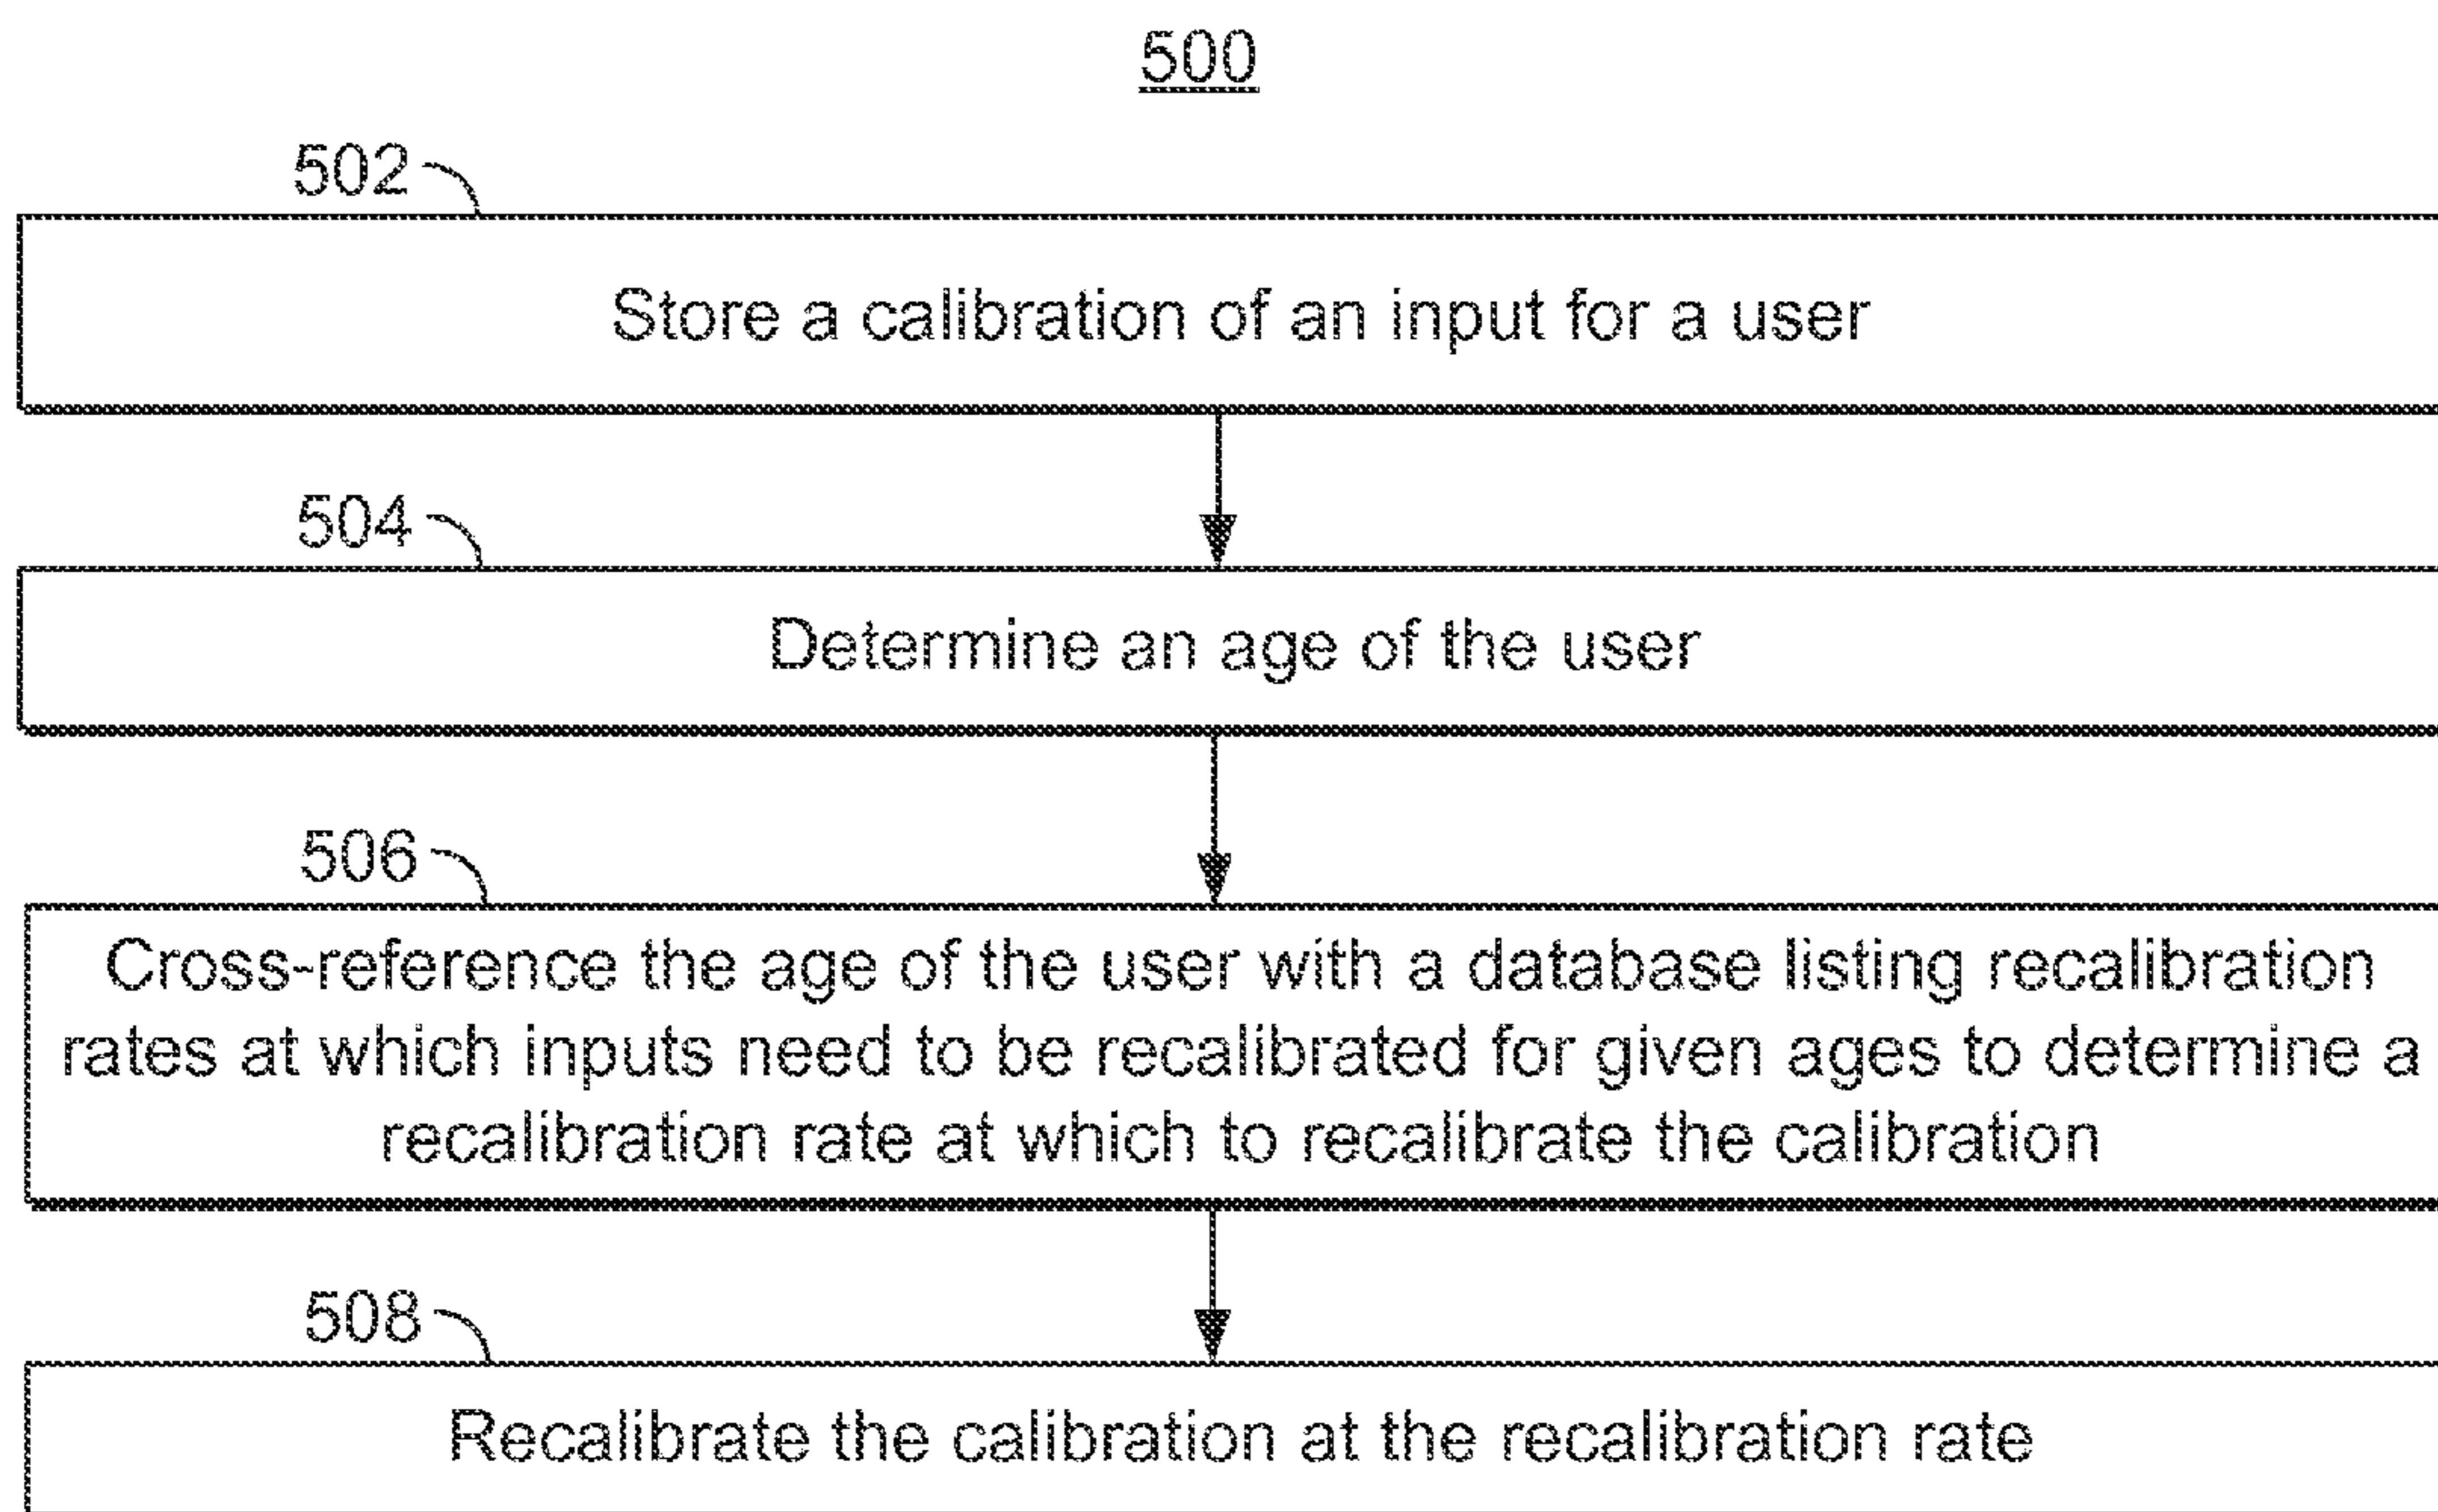 500
502
Store a calibration of an input for a user
504
Determine an age of the user
506
Cross-reference the age of the user with a database listing recalibration
rates at which inputs need to be recalibrated for given ages to determine a
recalibration rate at which to recalibrate the calibration
508
Recalibrate the calibration at the recalibration rate